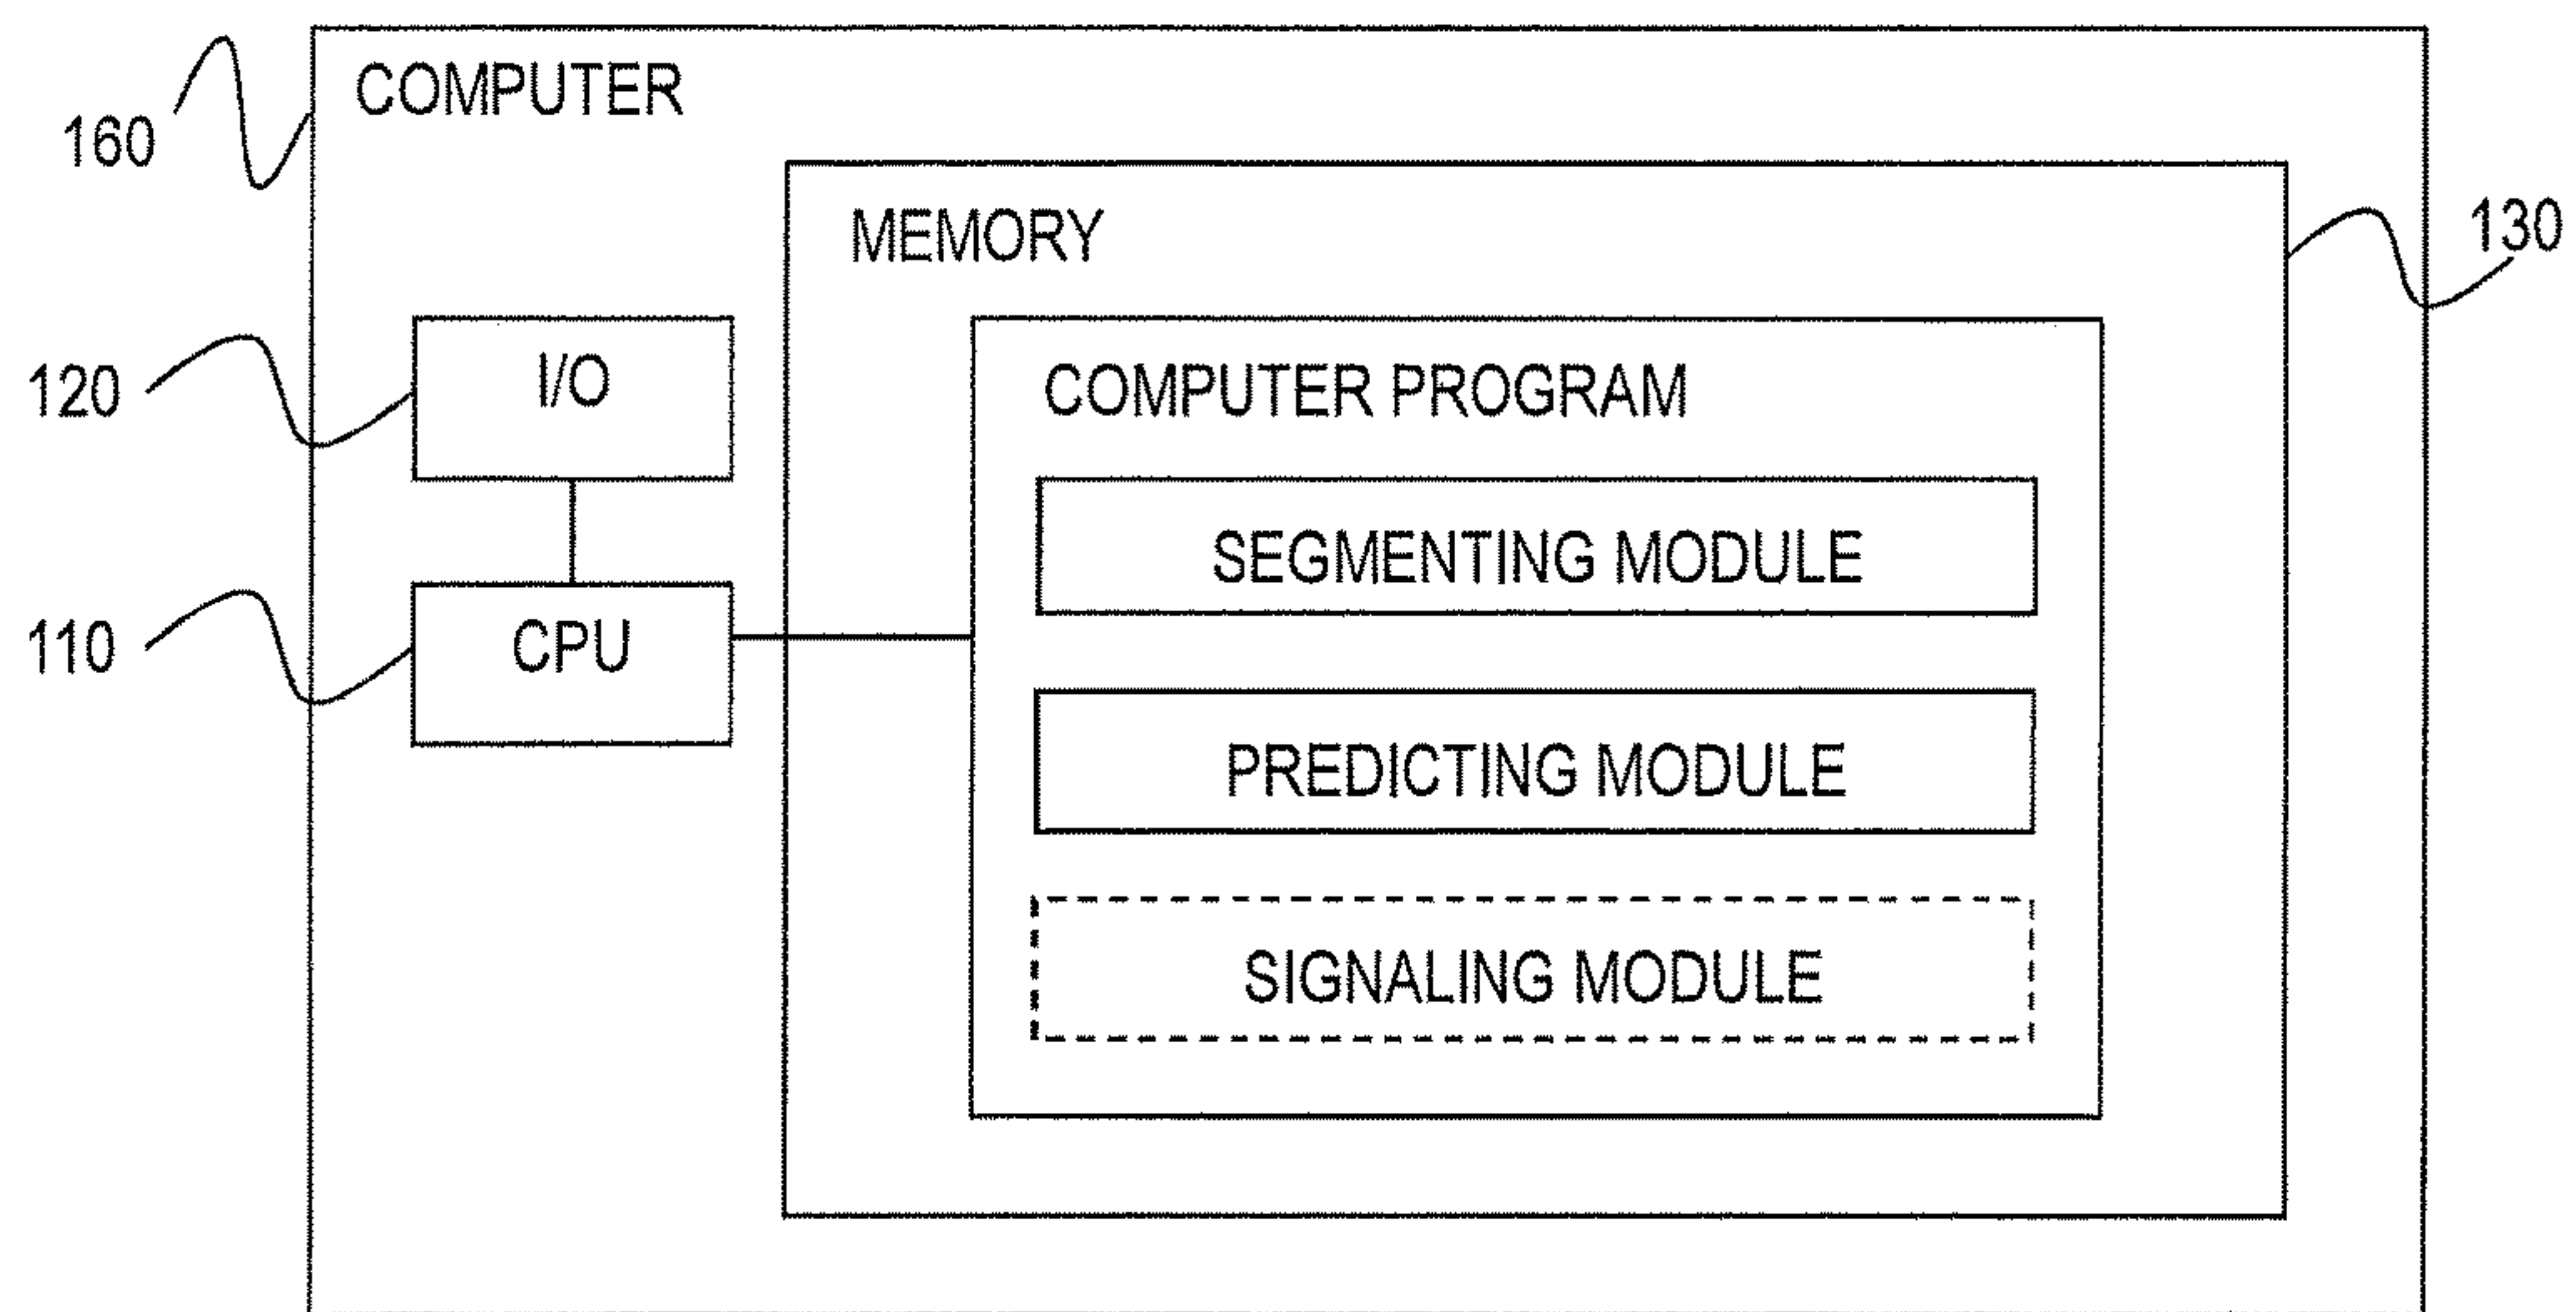 COMPUTER
160
MEMORY
130
I/O
120
COMPUTER PROGRAM
SEGMENTING MODULE
CPU
110
PREDICTING MODULE
SIGNALING MODULE